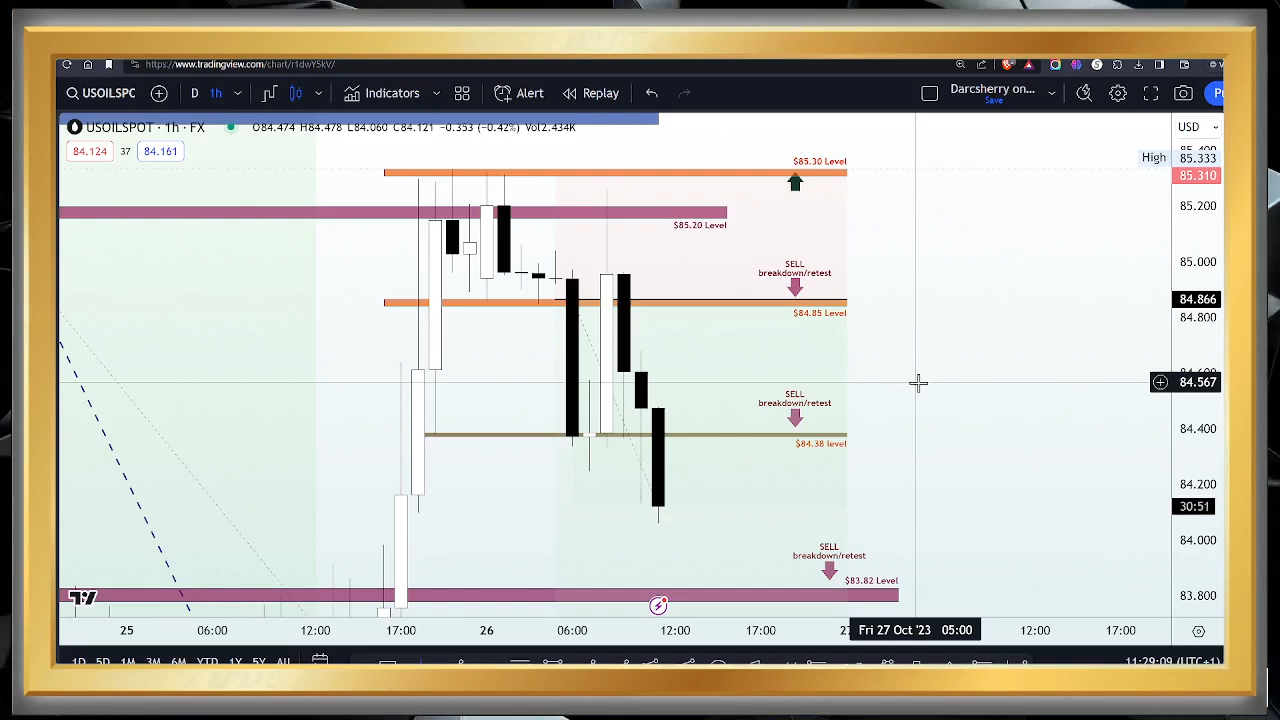 https://www.tradingview.com/chart/r1dwY5kV/
USOILSPC D 1h Indicators Alert Replay Darcsherry on... Save
USOILSPOT · 1h · FX O84.474 H84.478 L84.060 C84.121 −0.353 (−0.42%) Vol2.434K
USD
84.124 37 84.161
High 85.333
$85.30 Level
85.310
85.200
$85.20 Level
85.000
SELL
breakdown/retest
84.866
$84.85 Level
84.800
84.567
SELL
breakdown/retest
84.400
$84.38 level
84.200
30:51
84.000
SELL
breakdown/retest
$83.82 Level
83.800
25 06:00 12:00 17:00 26 06:00 12:00 17:00 Fri 27 Oct '23 05:00 12:00 17:00
1D 5D 1M 3M 6M YTD 1Y 5Y All 11:29:09 (UTC+1)